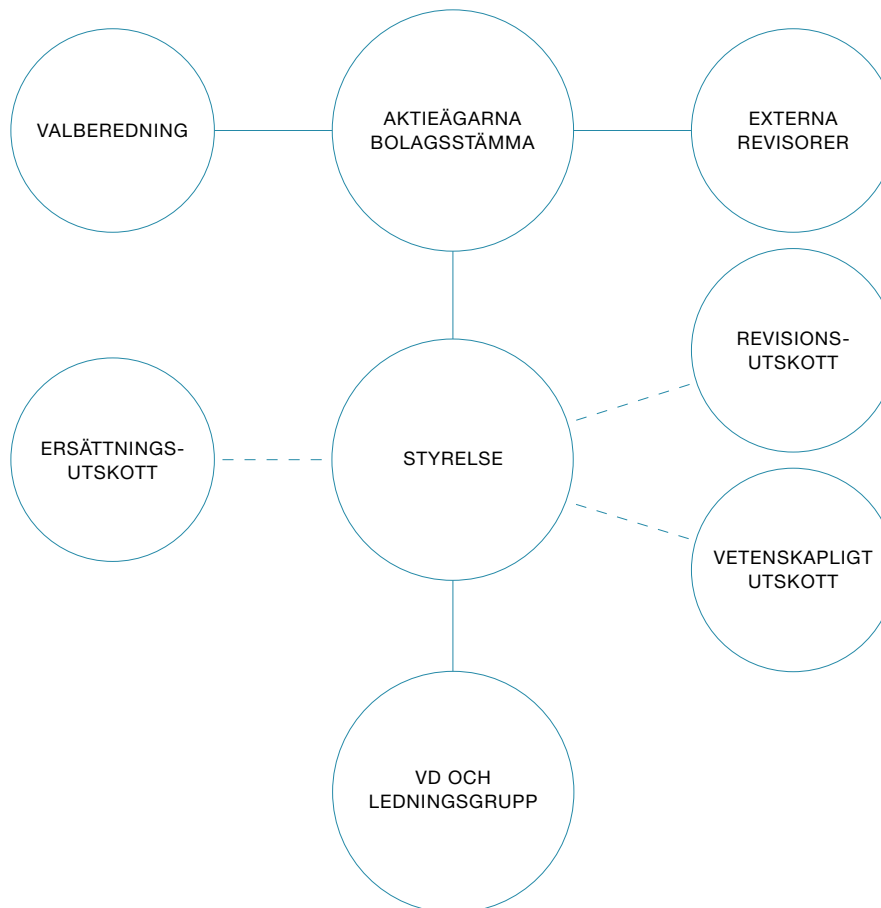 VALBEREDNING
AKTIEÄGARNA
BOLAGSSTÄMMA
EXTERNA
REVISORER
REVISIONS-
UTSKOTT
ERSÄTTNINGS-
UTSKOTT
STYRELSE
VETENSKAPLIGT
UTSKOTT
VD OCH
LEDNINGSGRUPP